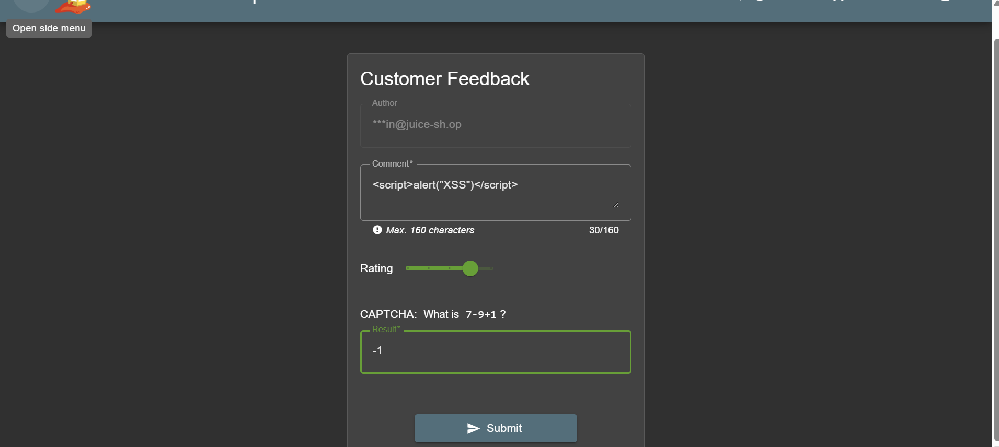 Open side menu
Customer Feedback
Author
***in@juice-sh.op
Comment*
<script>alert("XSS")</script>
Max. 160 characters 30/160
Rating
CAPTCHA: What is 7-9+1 ?
Result*
-1
Submit